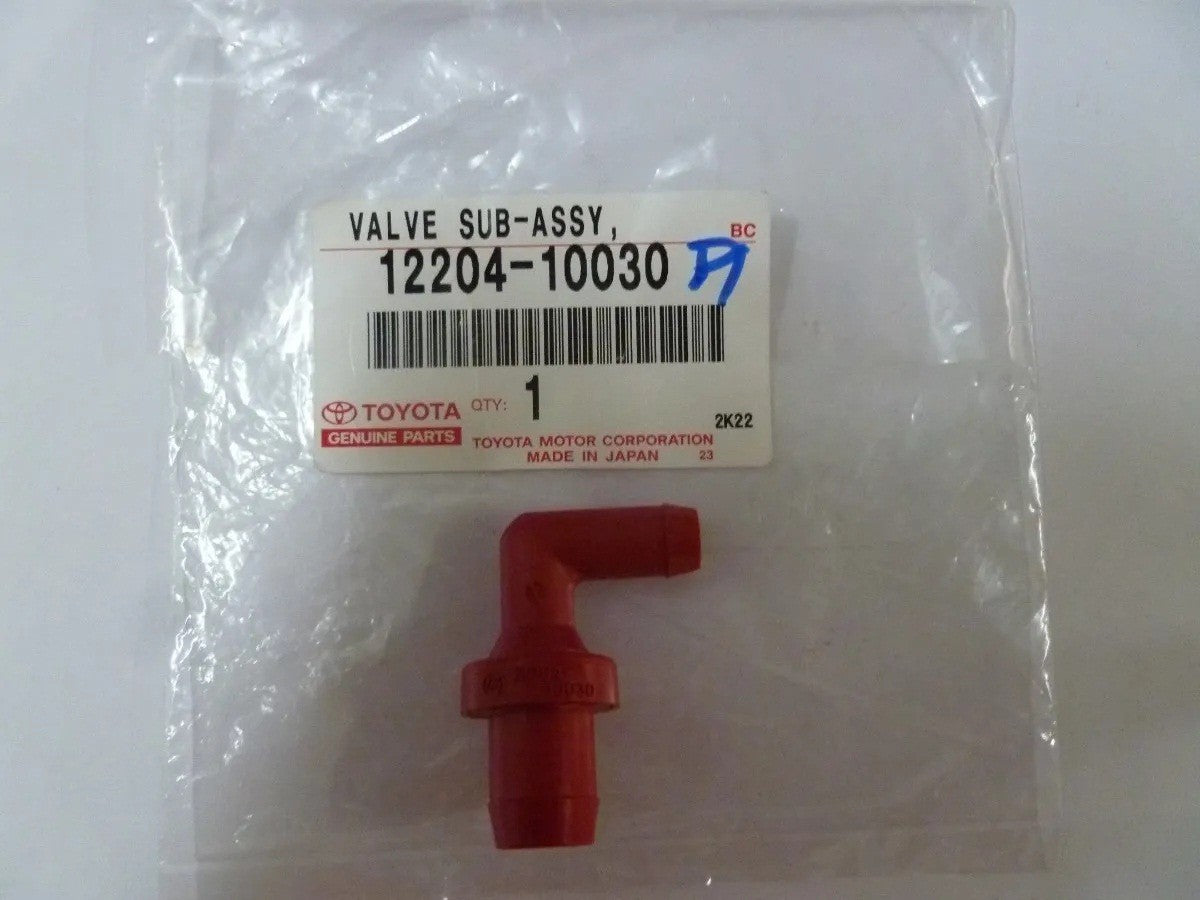 VALVE SUB-ASSY,
BC
12204-10030
TOYOTA
GENUINE PARTS
QTY: 1
2K22
TOYOTA MOTOR CORPORATION
MADE IN JAPAN 23